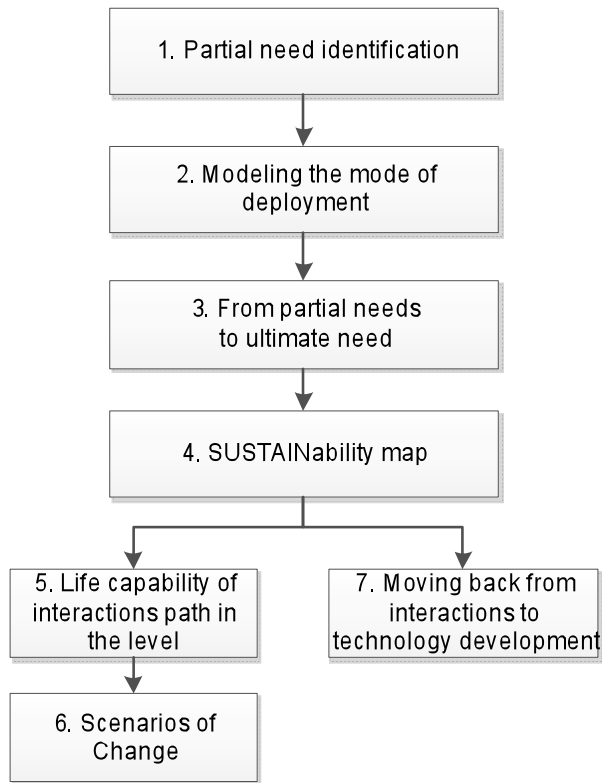 1. Partial need identification
2. Modeling the mode of
deployment
3. From partial needs
to ultimate need
4. SUSTAINability map
5. Life capability of
interactions path in
the level
7. Moving back from
interactions to
technology development
6. Scenarios of
Change